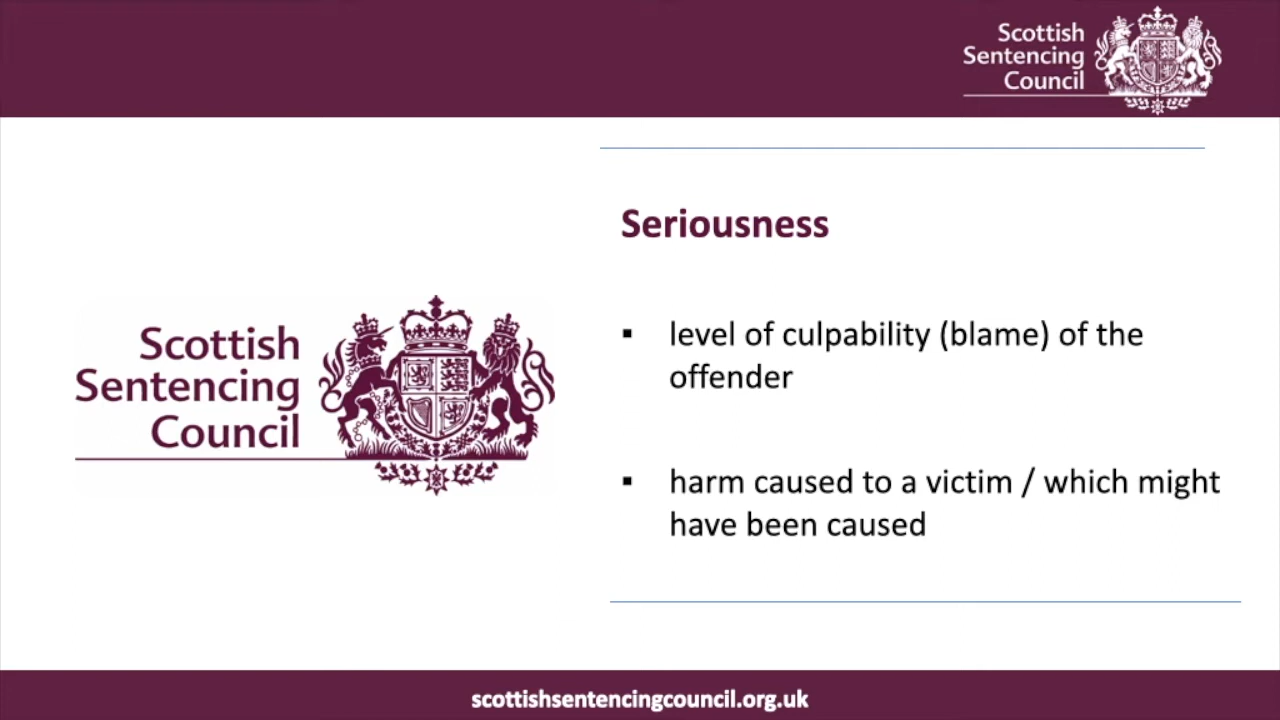 Scottish
Sentencing
Council
Seriousness
▪ level of culpability (blame) of the
offender
▪ harm caused to a victim / which might
have been caused
Scottish
Sentencing
Council
scottishsentencingcouncil.org.uk